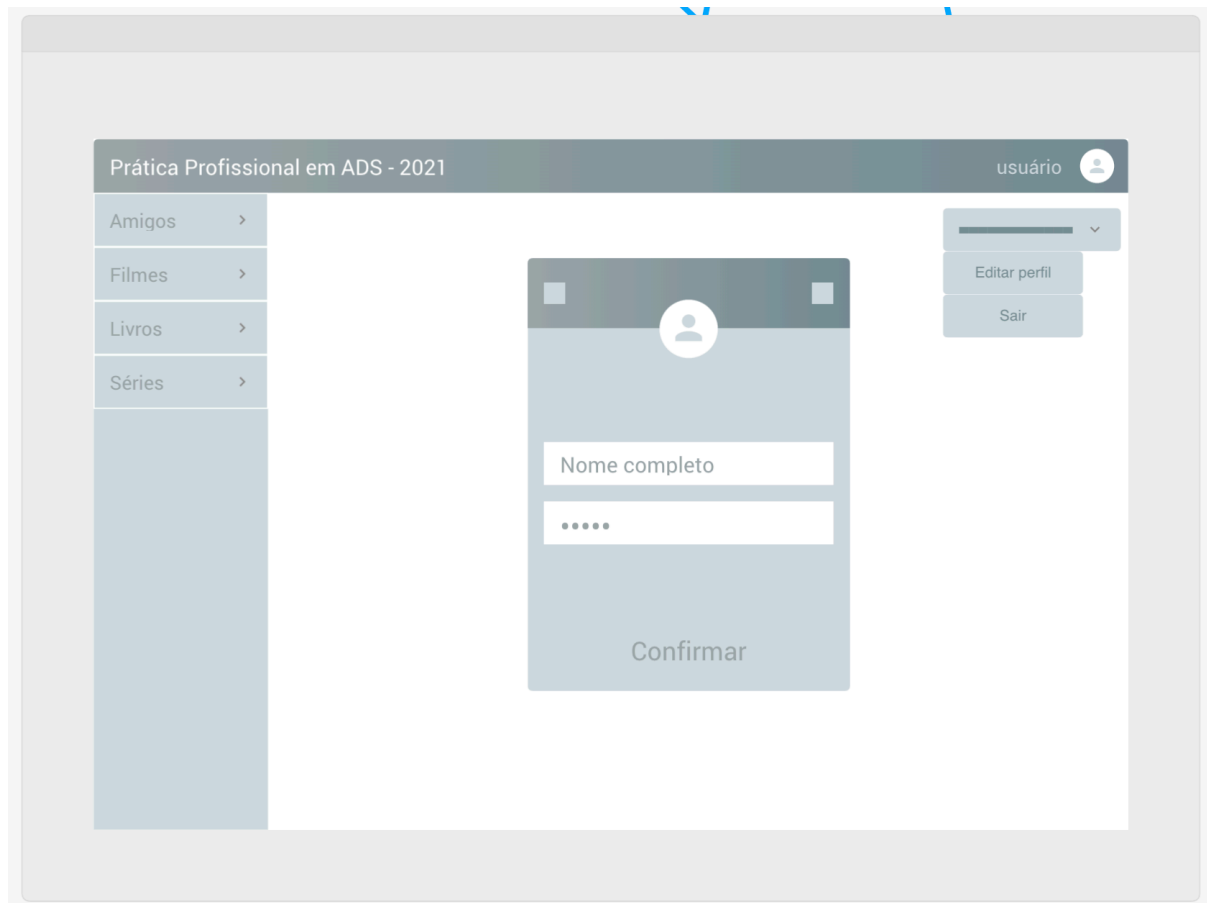 Prática Profissional em ADS - 2021
usuário
Amigos
Filmes
Livros
Séries
Editar perfil
Sair
Nome completo
•••••
Confirmar